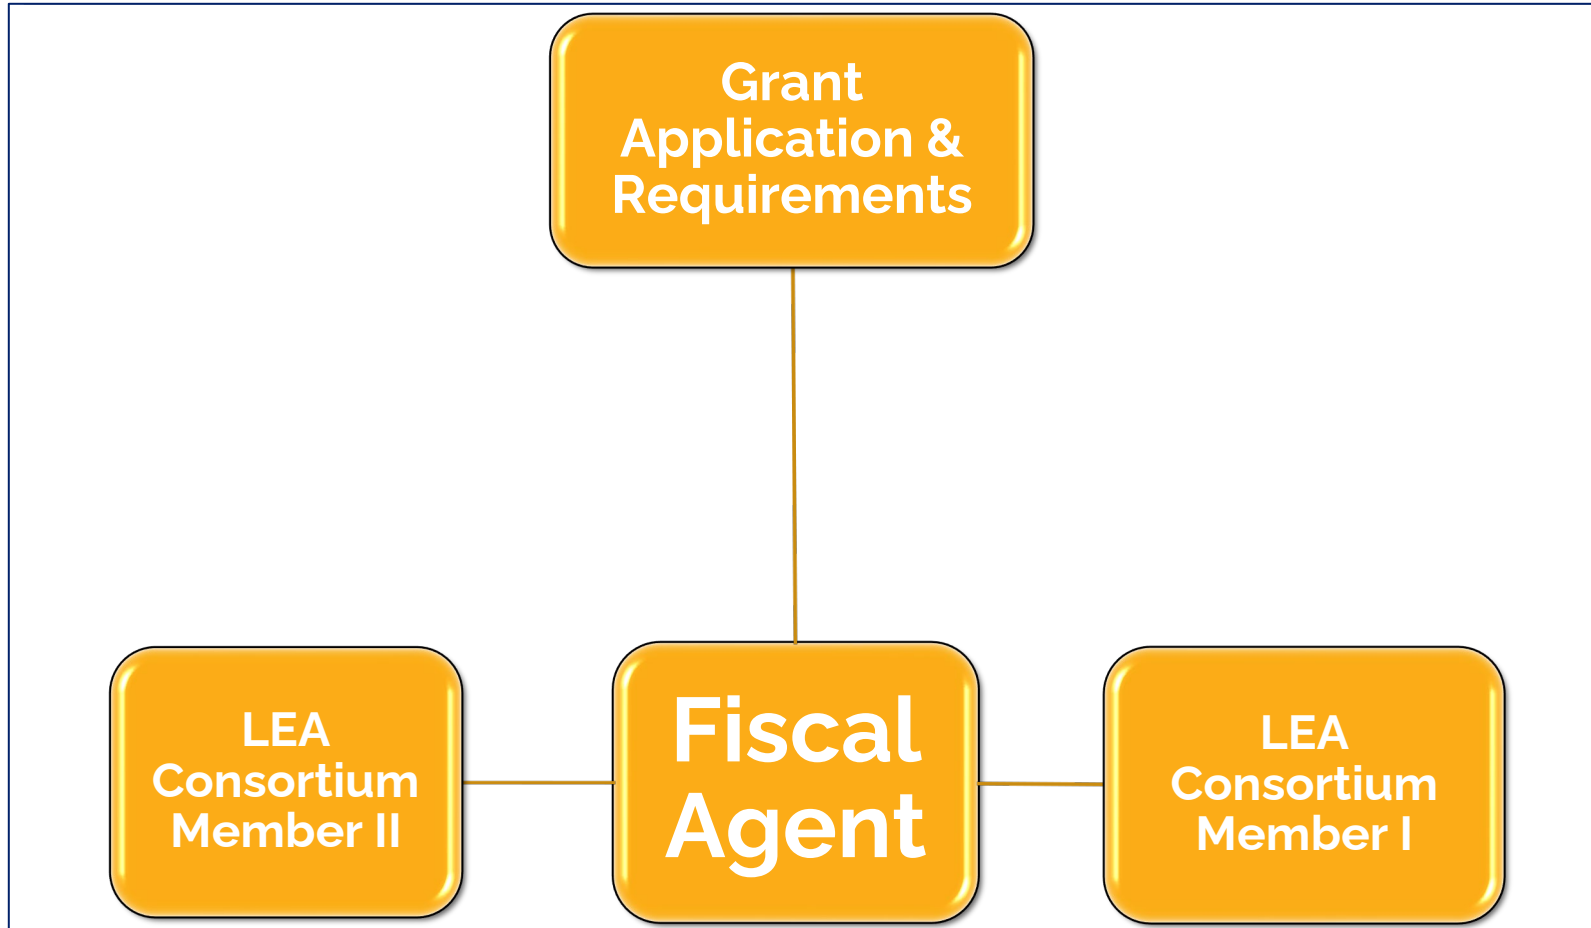 Grant
Application &
Requirements
LEA
Consortium
Member II
Fiscal
Agent
LEA
Consortium
Member I